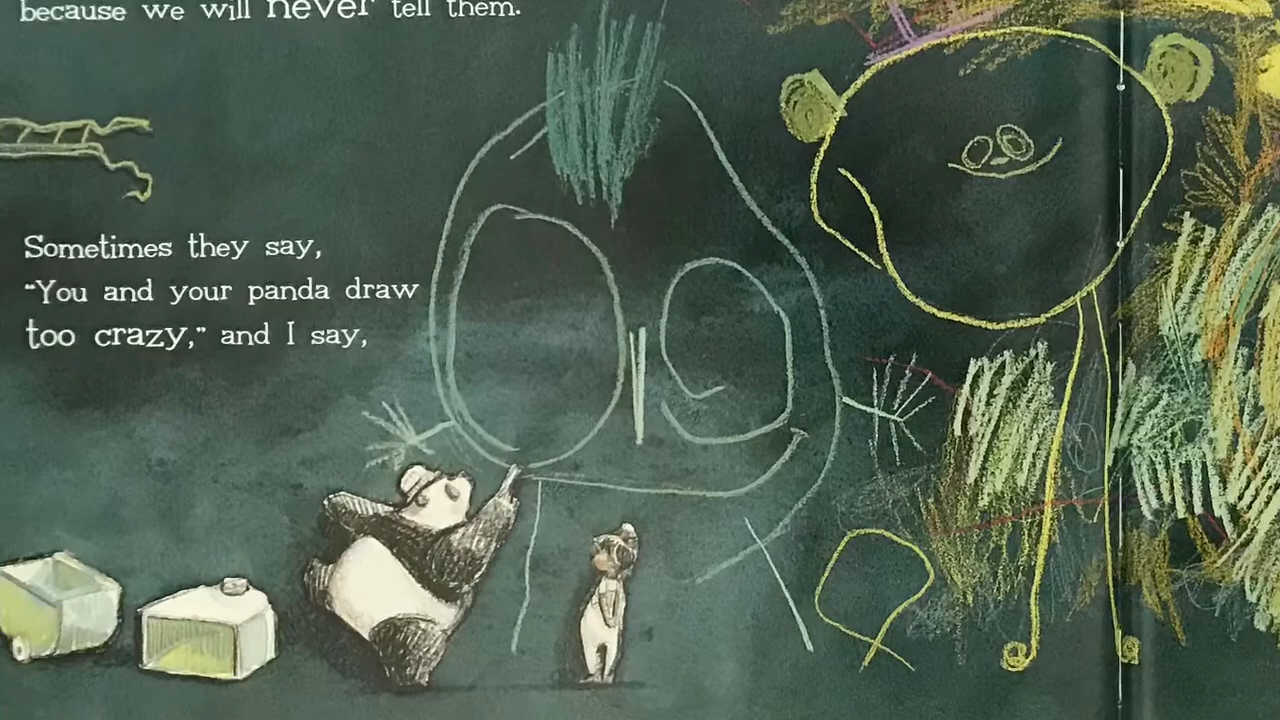 because we will never tell them.
Sometimes they say,
“You and your panda draw
too crazy,” and I say,